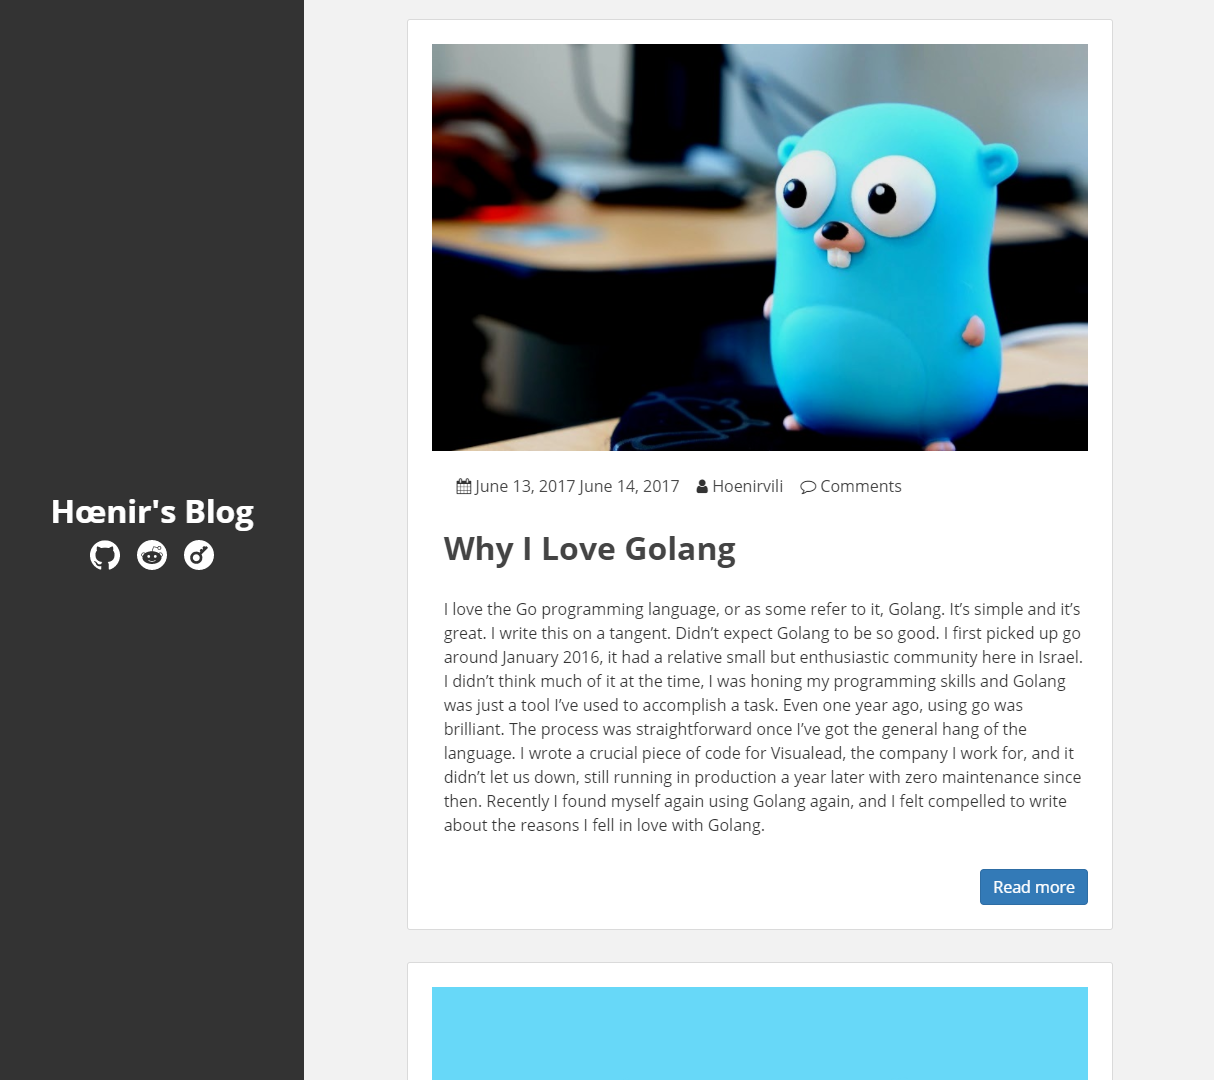 Hœnir's Blog
June 13, 2017 June 14, 2017 Hoenirvili Comments
Why I Love Golang
I love the Go programming language, or as some refer to it, Golang. It’s simple and it’s
great. I write this on a tangent. Didn’t expect Golang to be so good. I first picked up go
around January 2016, it had a relative small but enthusiastic community here in Israel.
I didn’t think much of it at the time, I was honing my programming skills and Golang
was just a tool I’ve used to accomplish a task. Even one year ago, using go was
brilliant. The process was straightforward once I’ve got the general hang of the
language. I wrote a crucial piece of code for Visualead, the company I work for, and it
didn’t let us down, still running in production a year later with zero maintenance since
then. Recently I found myself again using Golang again, and I felt compelled to write
about the reasons I fell in love with Golang.
Read more